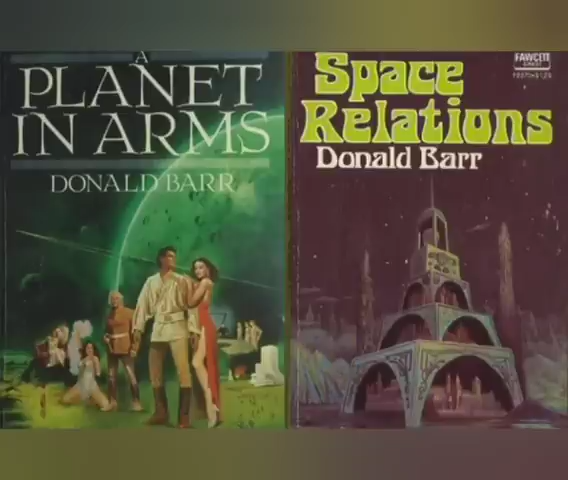 A
PLANET
IN ARMS
DONALD BARR
FAWCETT
Space
Relations
Donald Barr